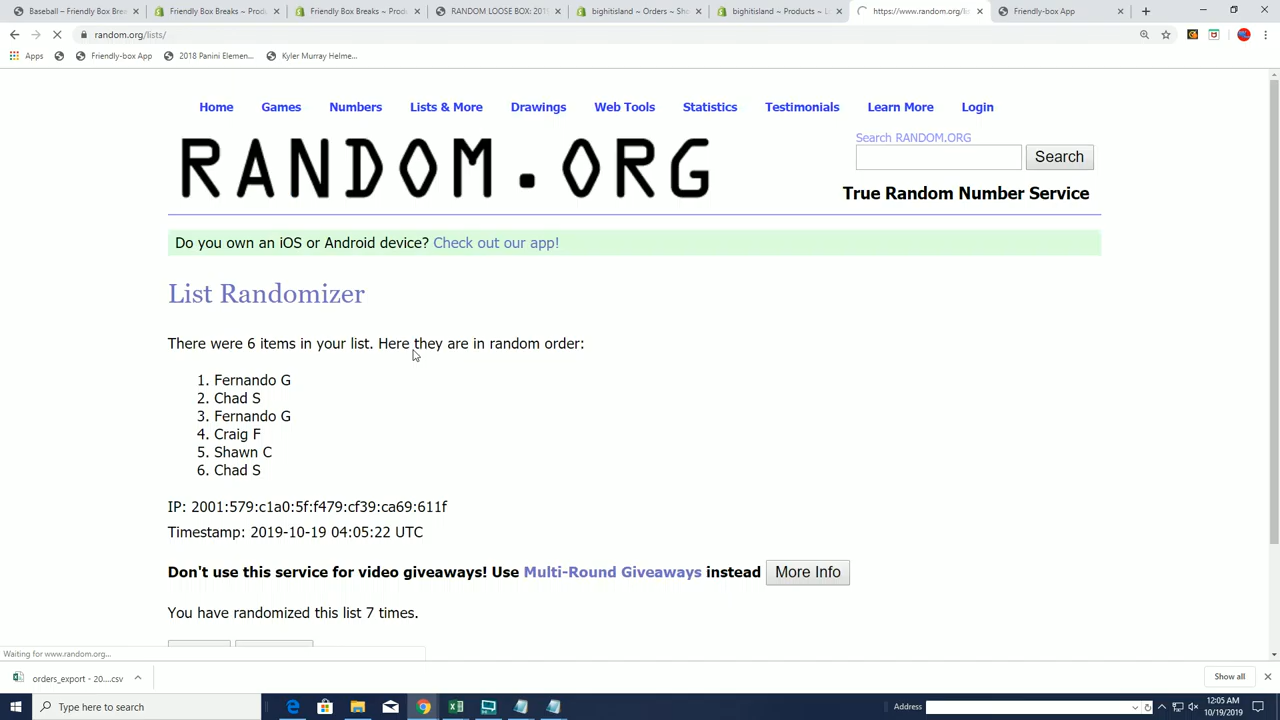 Baseball – Friendly Box Bre
Friendly Box Breaks ~ Produ
Friendly Box Breaks ~ Produ
RANDOM LOOSE BOX: 201
bighitisland ~ Orders ~ Sh
bighitisland ~ Products ~ L
https://www.random.org/
Friendly-box App
random.org/lists/
Apps
Friendly-box App
2018 Panini Elemen...
Kyler Murray Helme...
Home
Games
Numbers
Lists & More
Drawings
Web Tools
Statistics
Testimonials
Learn More
Login
RANDOM.ORG
Search RANDOM.ORG
Search
True Random Number Service
Do you own an iOS or Android device? Check out our app!
List Randomizer
There were 6 items in your list. Here they are in random order:
1. Fernando G
2. Chad S
3. Fernando G
4. Craig F
5. Shawn C
6. Chad S
IP: 2001:579:c1a0:5f:f479:cf39:ca69:611f
Timestamp: 2019-10-19 04:05:22 UTC
Don't use this service for video giveaways! Use Multi-Round Giveaways instead More Info
You have randomized this list 7 times.
Waiting for www.random.org...
orders_export - 20....csv
Show all
Type here to search
Address
12:05 AM
10/19/2019